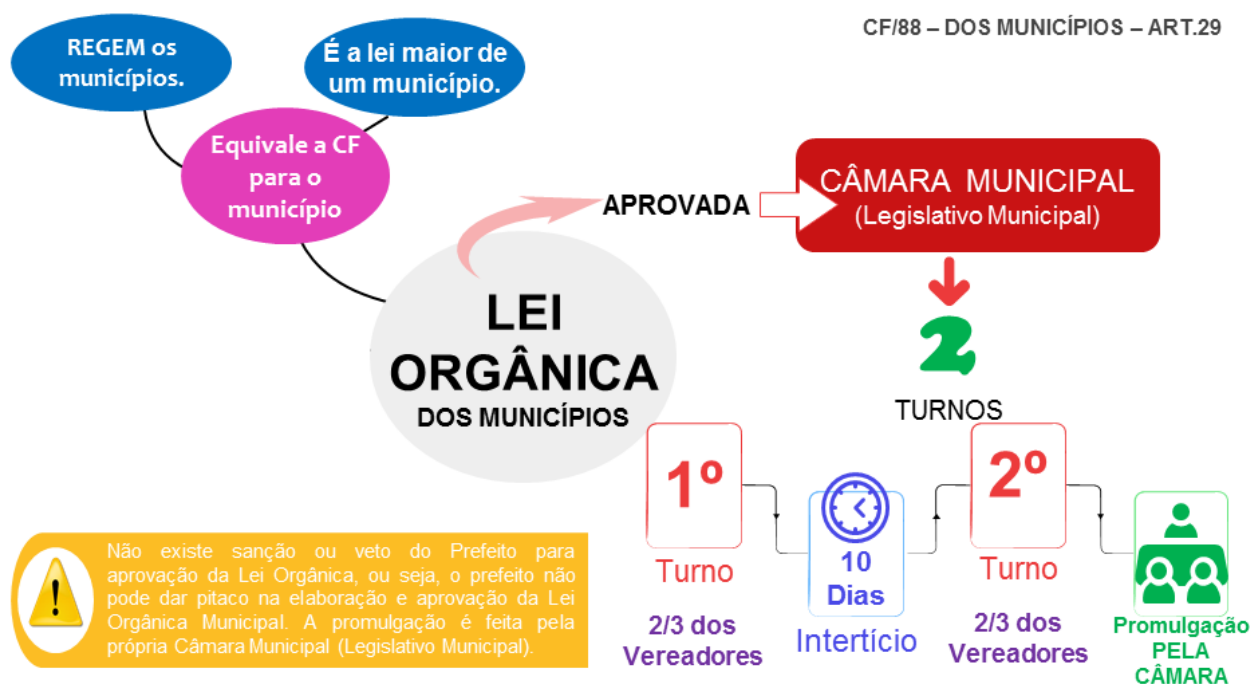 CF/88 – DOS MUNICÍPIOS – ART.29
REGEM os
municípios.
É a lei maior de
um município.
Equivale a CF
para o
município
LEI
ORGÂNICA
DOS MUNICÍPIOS
APROVADA
CÂMARA MUNICIPAL
(Legislativo Municipal)
2
TURNOS
1º
Turno
2/3 dos
Vereadores
10
Dias
Intertício
2º
Turno
2/3 dos
Vereadores
Promulgação
PELA
CÂMARA
Não existe sanção ou veto do Prefeito para
aprovação da Lei Orgânica, ou seja, o prefeito não
pode dar pitaco na elaboração e aprovação da Lei
Orgânica Municipal. A promulgação é feita pela
própria Câmara Municipal (Legislativo Municipal).